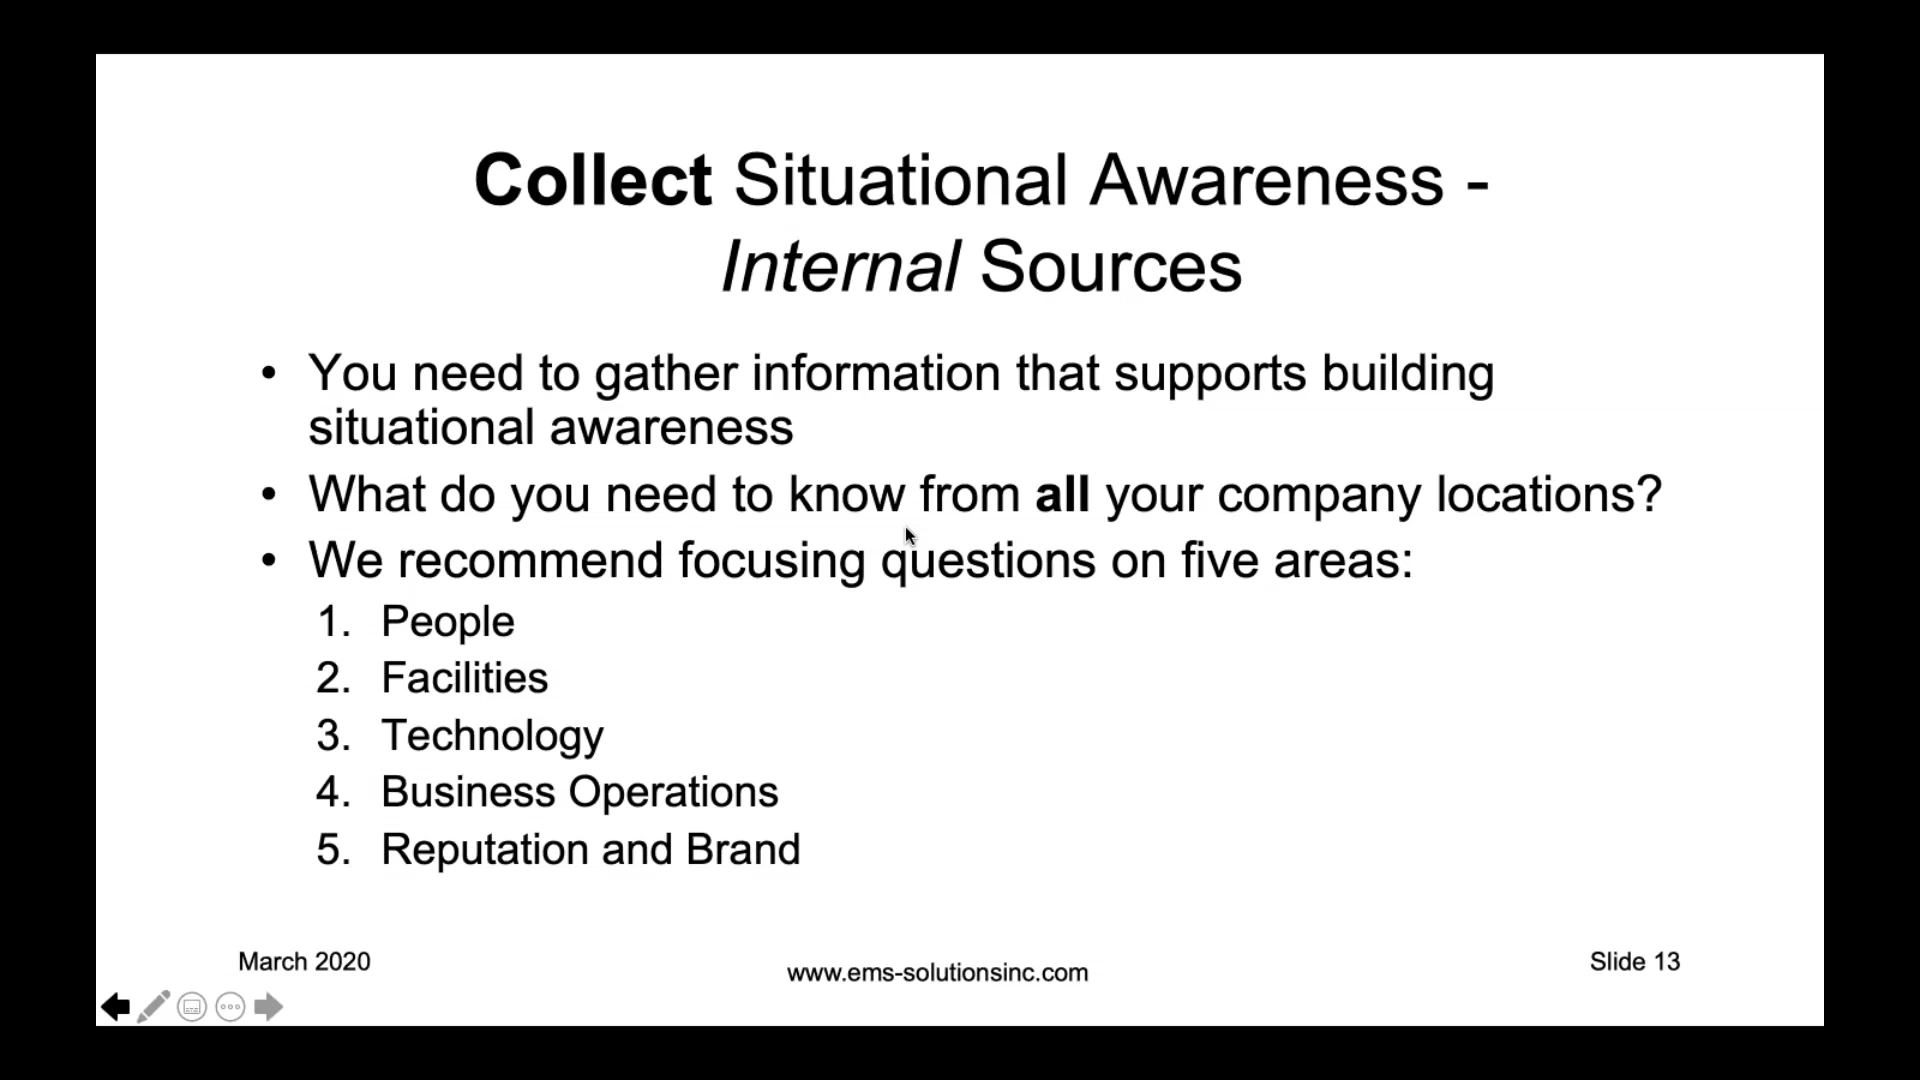 Collect Situational Awareness -
Internal Sources
• You need to gather information that supports building
situational awareness
• What do you need to know from all your company locations?
• We recommend focusing questions on five areas:
1. People
2. Facilities
3. Technology
4. Business Operations
5. Reputation and Brand
March 2020
www.ems-solutionsinc.com
Slide 13